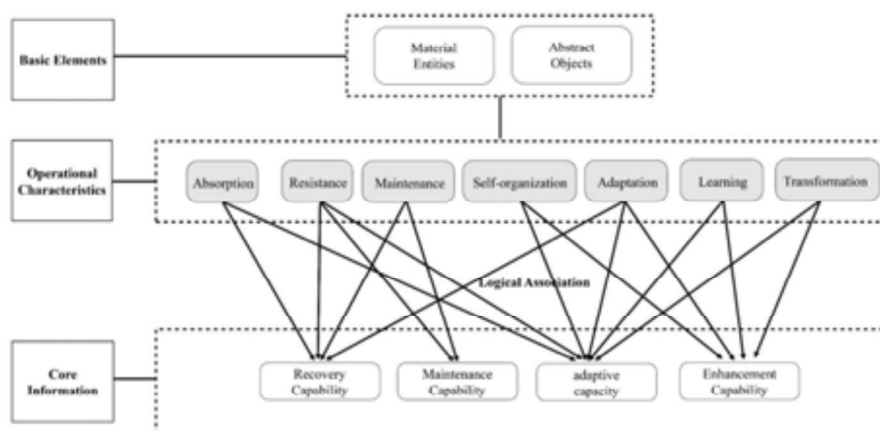 Basic Elements
Material
Entities
Abstract
Objects
Operational
Characteristics
Absorption
Resistance
Maintenance
Self-organization
Adaptation
Learning
Transformation
Logical Association
Core
Information
Recovery
Capability
Maintenance
Capability
adaptive
capacity
Enhancement
Capability